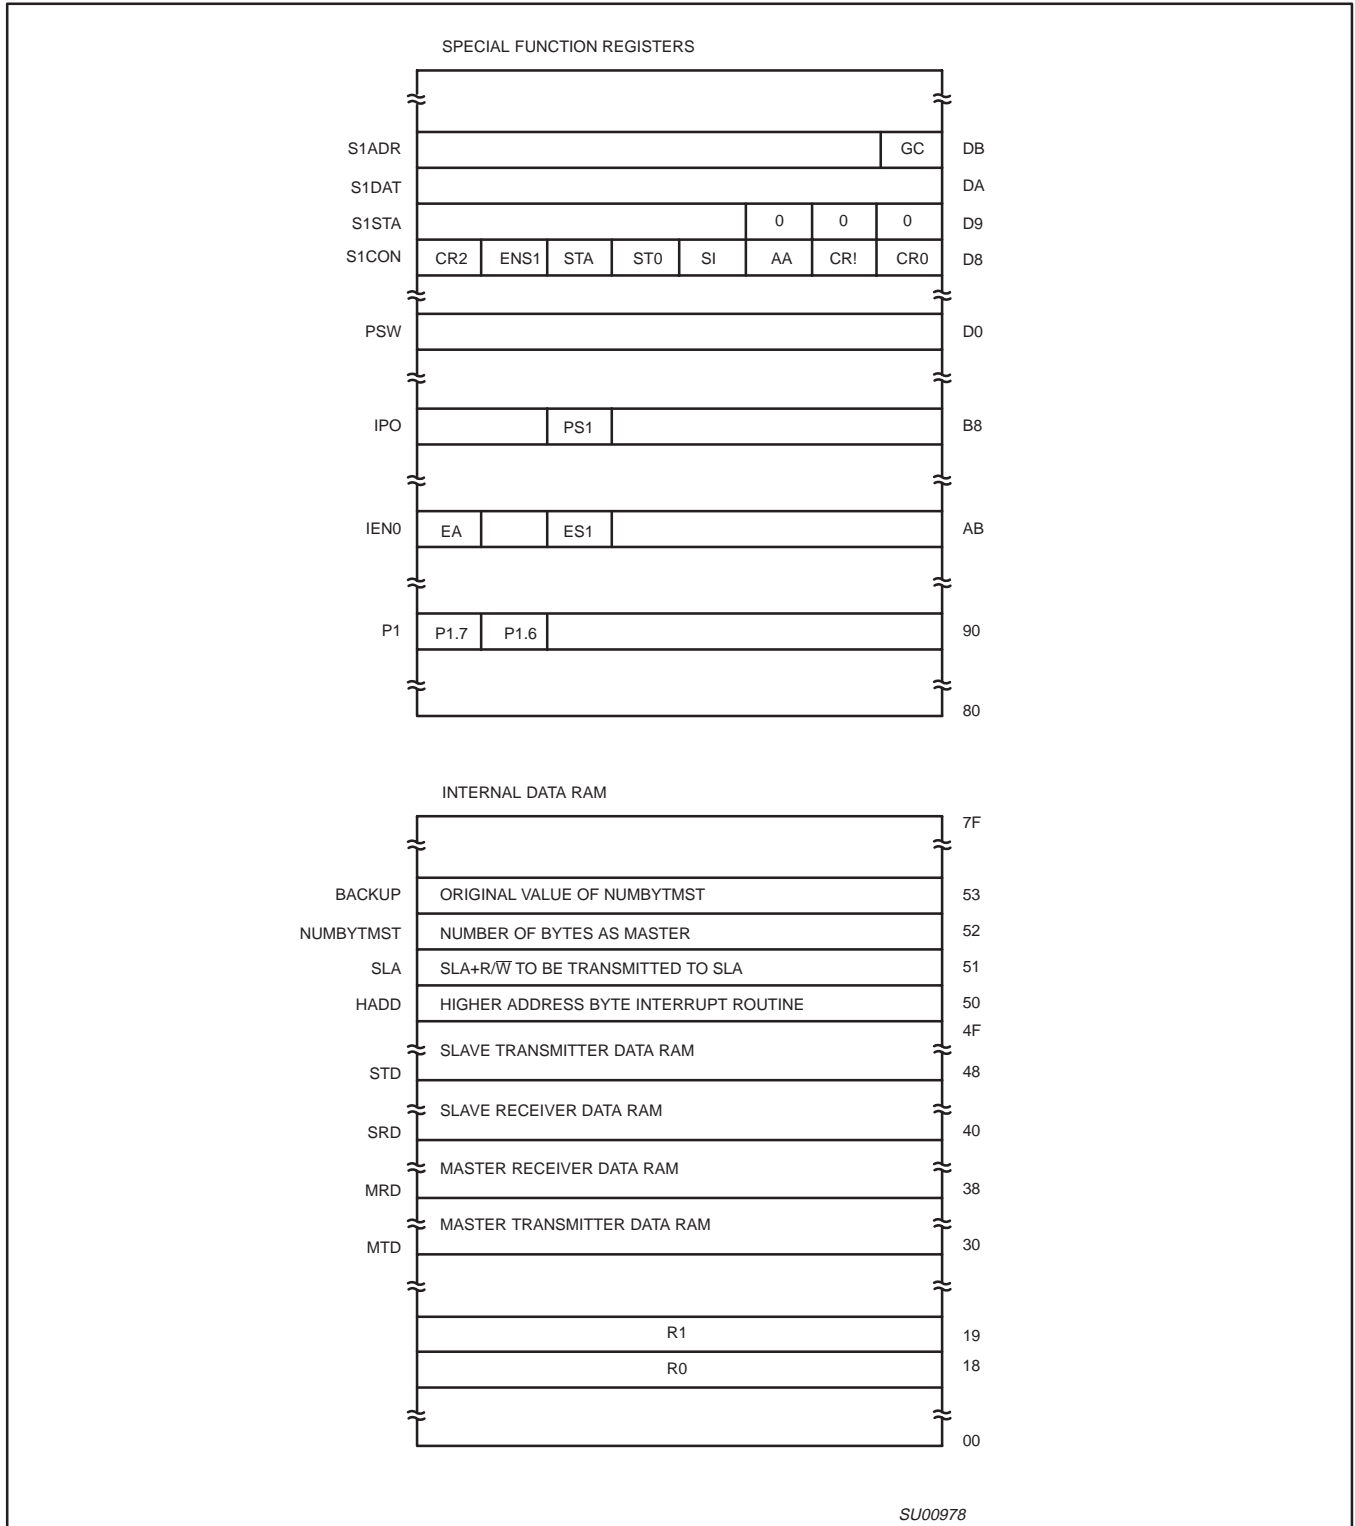 SPECIAL FUNCTION REGISTERS
S1ADR GC DB
S1DAT DA
S1STA 0 0 0 D9
S1CON CR2 ENS1 STA ST0 SI AA CR! CR0 D8
PSW D0
IPO PS1 B8
IEN0 EA ES1 AB
P1 P1.7 P1.6 90
80
INTERNAL DATA RAM
7F
BACKUP ORIGINAL VALUE OF NUMBYTMST 53
NUMBYTMST NUMBER OF BYTES AS MASTER 52
SLA SLA+R/W̅ TO BE TRANSMITTED TO SLA 51
HADD HIGHER ADDRESS BYTE INTERRUPT ROUTINE 50
4F
SLAVE TRANSMITTER DATA RAM
STD 48
SLAVE RECEIVER DATA RAM
SRD 40
MASTER RECEIVER DATA RAM
MRD 38
MASTER TRANSMITTER DATA RAM
MTD 30
R1 19
R0 18
00
SU00978